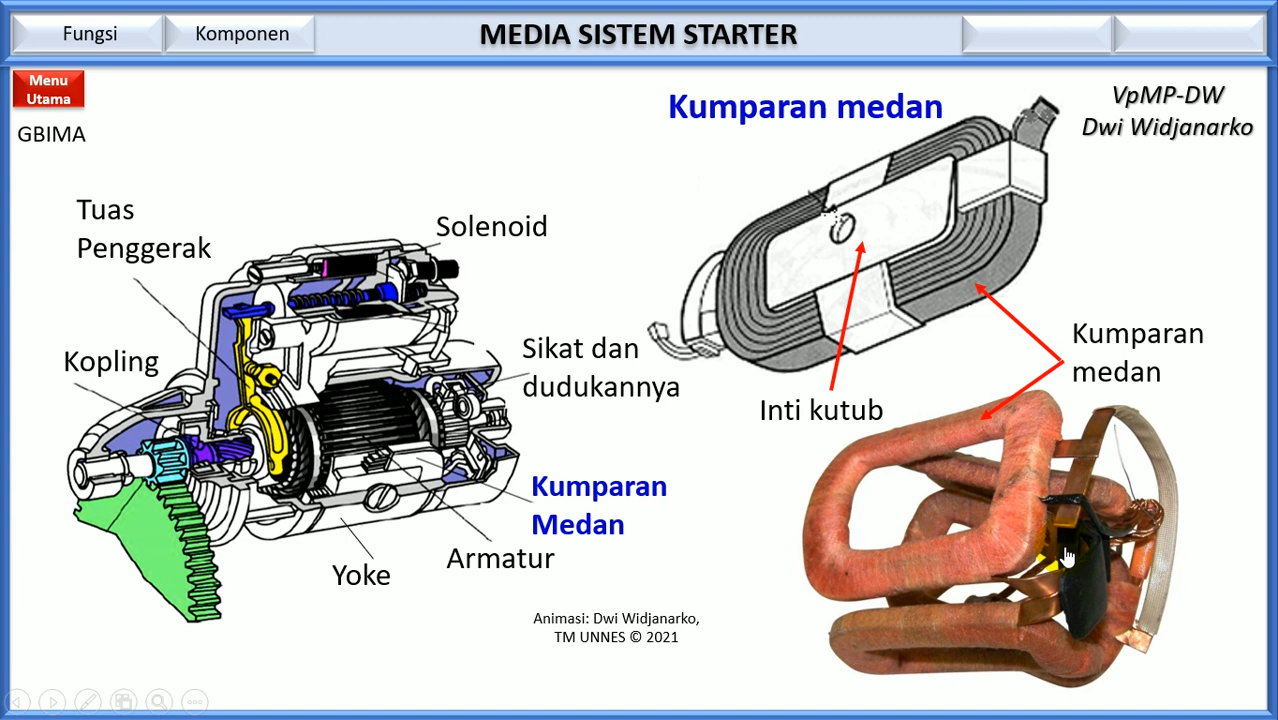 Fungsi
Komponen
MEDIA SISTEM STARTER
Menu
Utama
GBIMA
Kumparan medan
VpMP-DW
Dwi Widjanarko
Tuas
Penggerak
Solenoid
Kopling
Sikat dan
dudukannya
Kumparan
Medan
Armatur
Yoke
Inti kutub
Kumparan
medan
Animasi: Dwi Widjanarko,
TM UNNES © 2021